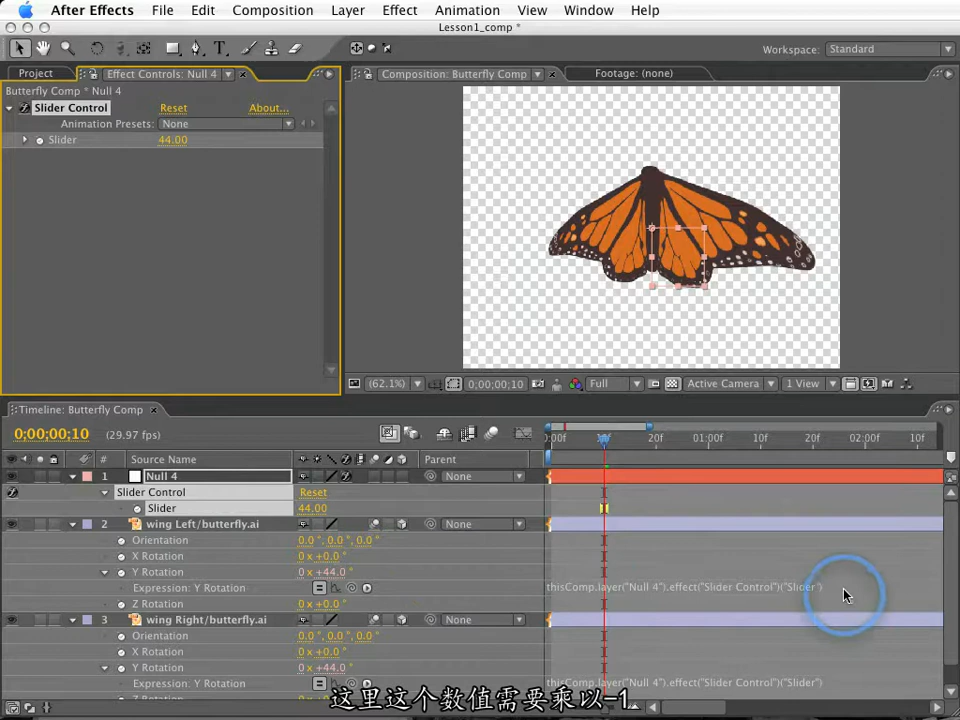 After Effects File Edit Composition Layer Effect Animation View Window Help
Lesson1_comp *
Workspace: Standard
Project Effect Controls: Null 4 Composition: Butterfly Comp Footage: (none)
Butterfly Comp * Null 4
Slider Control Reset About...
Animation Presets: None
Slider 44.00
(62.1%) 0;00;00;10 Full Active Camera 1 View
Timeline: Butterfly Comp
0;00;00;10 (29.97 fps)
0:00f 10f 20f 01:00f 10f 20f 02:00f 10f
# Source Name Parent
1 Null 4 None
Slider Control Reset
Slider 44.00
2 wing Left/butterfly.ai None
Orientation 0.0°, 0.0°, 0.0°
X Rotation 0 x +0.0°
Y Rotation 0 x +44.0°
Expression: Y Rotation thisComp.layer("Null 4").effect("Slider Control")("Slider")
Z Rotation 0 x +0.0°
3 wing Right/butterfly.ai None
Orientation 0.0°, 0.0°, 0.0°
X Rotation 0 x +0.0°
Y Rotation 0 x +44.0°
Expression: Y Rotation thisComp.layer("Null 4").effect("Slider Control")("Slider")
这里这个数值需要乘以-1